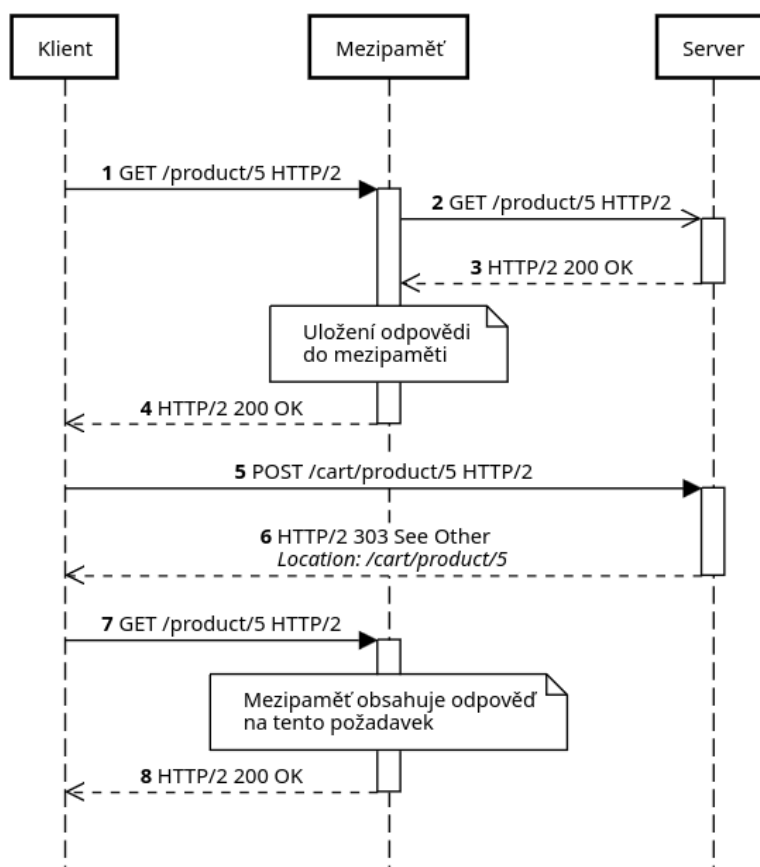 Klient
Mezipaměť
Server
1 GET /product/5 HTTP/2
2 GET /product/5 HTTP/2
3 HTTP/2 200 OK
Uložení odpovědi
do mezipaměti
4 HTTP/2 200 OK
5 POST /cart/product/5 HTTP/2
6 HTTP/2 303 See Other
Location: /cart/product/5
7 GET /product/5 HTTP/2
Mezipaměť obsahuje odpověď
na tento požadavek
8 HTTP/2 200 OK